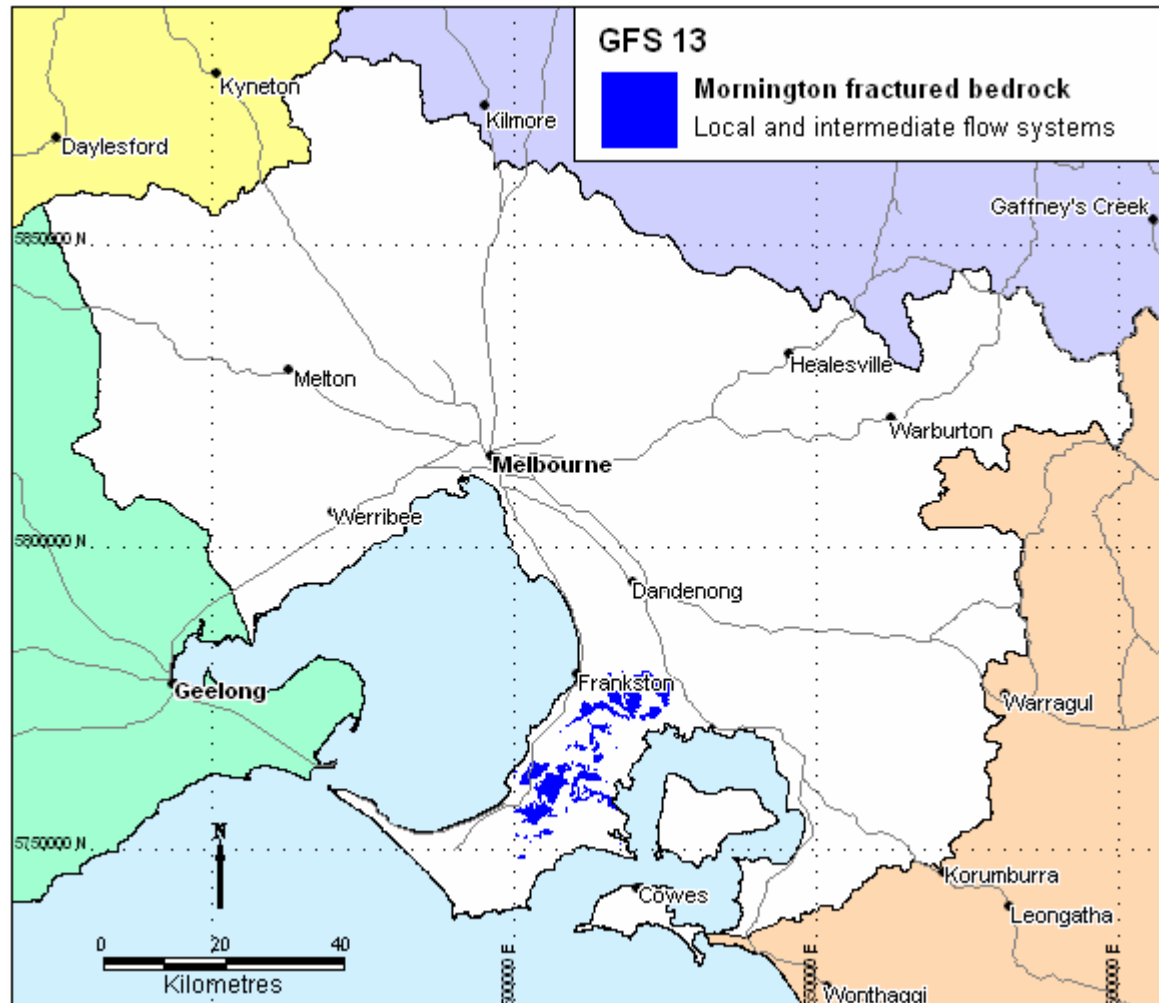 GFS 13
Mornington fractured bedrock
Local and intermediate flow systems
Kyneton
Kilmore
Daylesford
Gaffney's Creek
5850000 N
Healesville
Melton
Warburton
Melbourne
Werribee
5800000 N
Dandenong
Frankston
Geelong
Warragul
N
5750000 N
Korumburra
Cowes
Leongatha
0 20 40
Kilometres
Wonthaggi